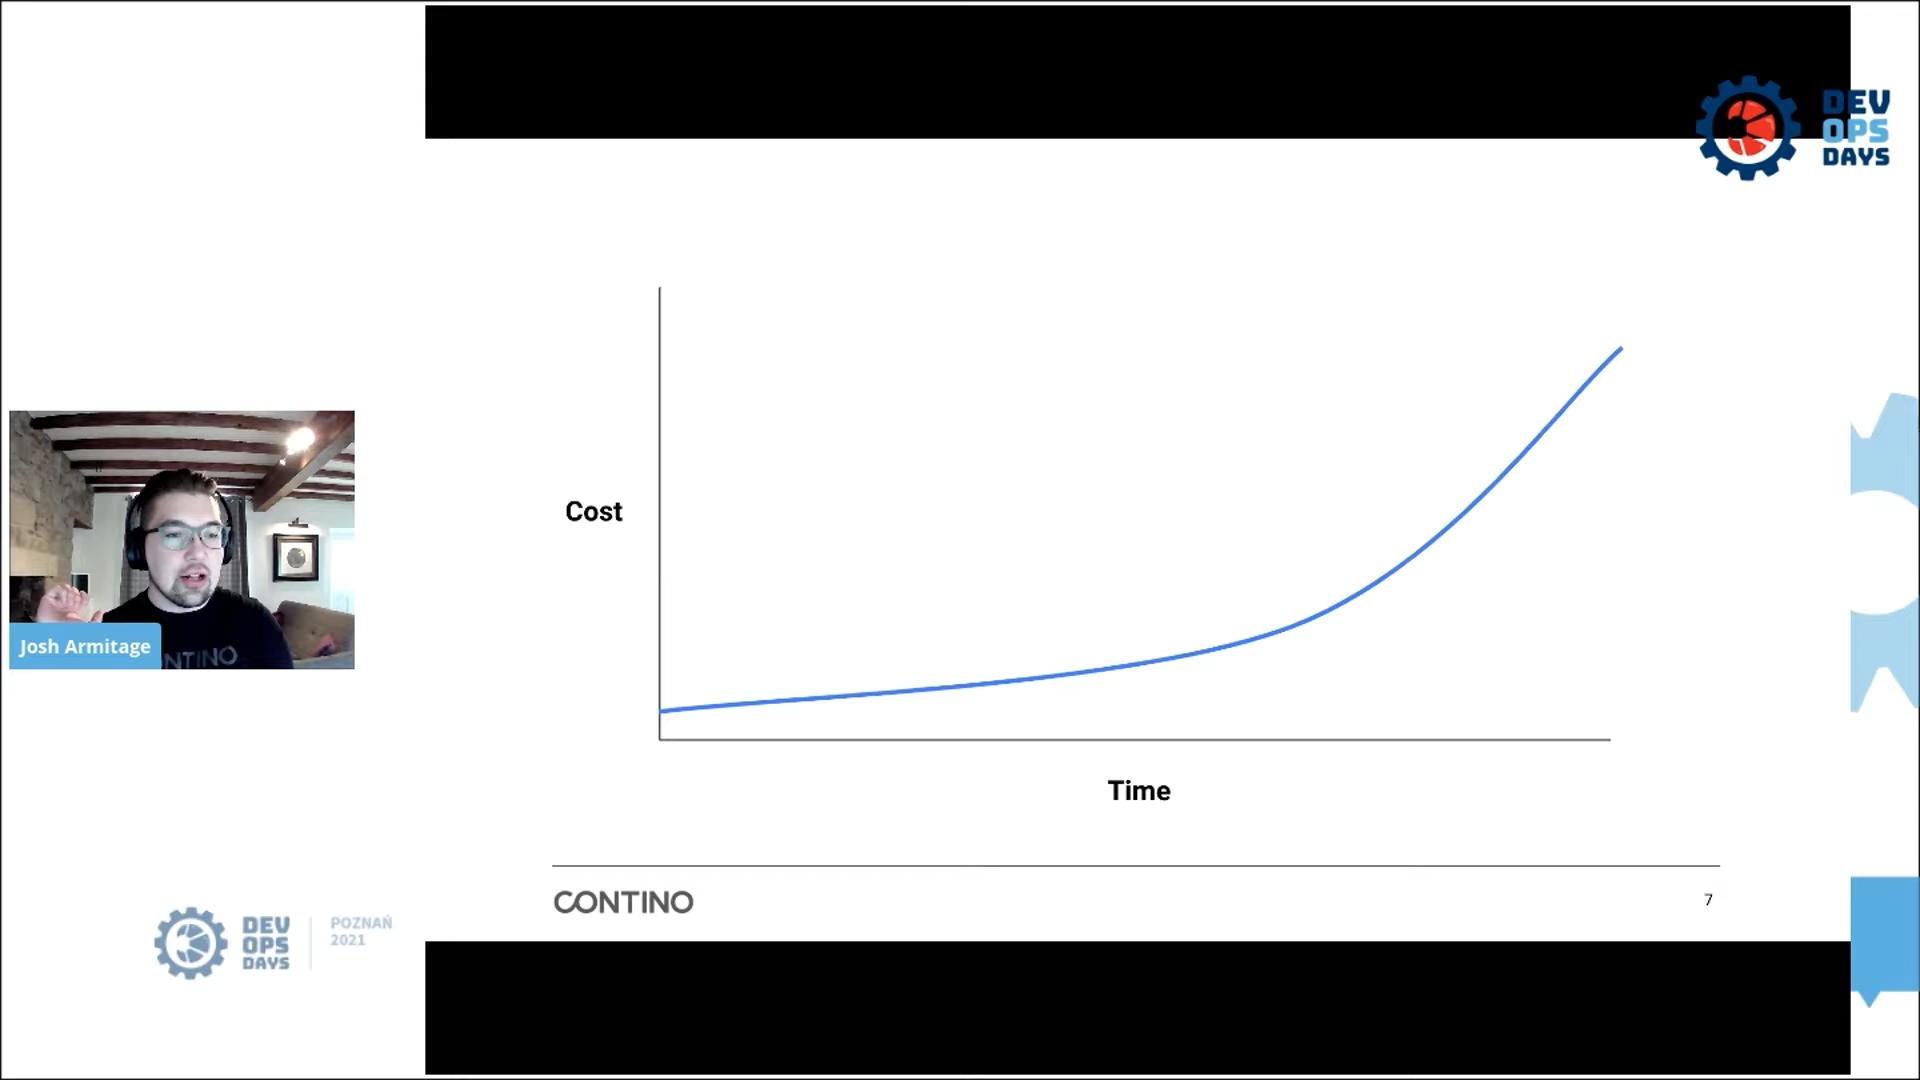 DEV
OPS
DAYS
Cost
Josh Armitage
NTINO
Time
CONTINO
7
DEV
OPS
DAYS
POZNAŃ
2021